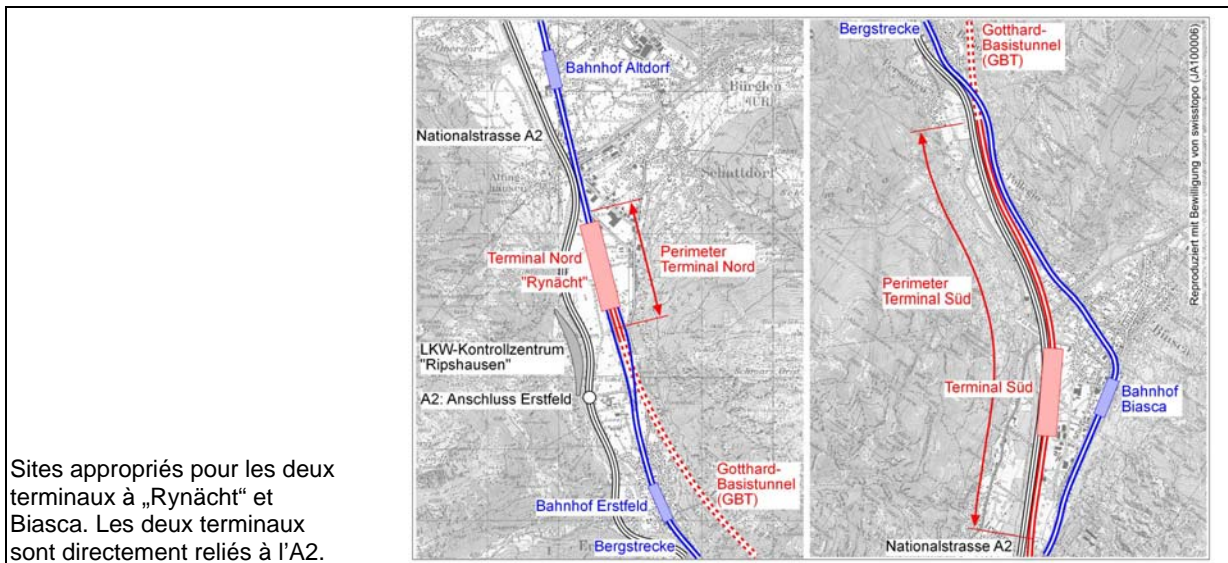 Sites appropriés pour les deux
terminaux à „Rynächt“ et
Biasca. Les deux terminaux
sont directement reliés à l’A2.
Bahnhof Altdorf
Bürglen
(UR)
Nationalstrasse A2
Schattdorf
Terminal Nord
"Rynächt"
Perimeter
Terminal Nord
LKW-Kontrollzentrum
"Ripshausen"
A2: Anschluss Erstfeld
Gotthard-
Basistunnel
(GBT)
Bahnhof Erstfeld
Bergstrecke
Bergstrecke
Gotthard-
Basistunnel
(GBT)
Perimeter
Terminal Süd
Terminal Süd
Biasca
Bahnhof
Biasca
Nationalstrasse A2
Reproduziert mit Bewilligung von swisstopo (JA100006)